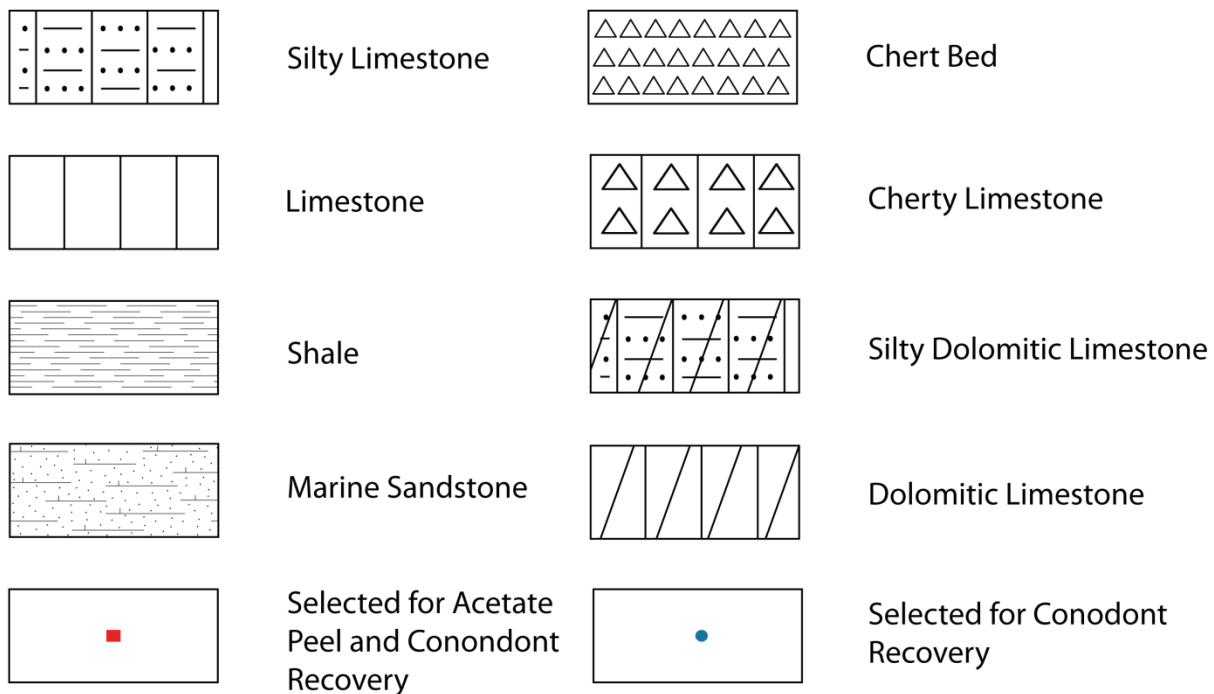 Silty Limestone
Chert Bed
Limestone
Cherty Limestone
Shale
Silty Dolomitic Limestone
Marine Sandstone
Dolomitic Limestone
Selected for Acetate
Peel and Conondont
Recovery
Selected for Conodont
Recovery